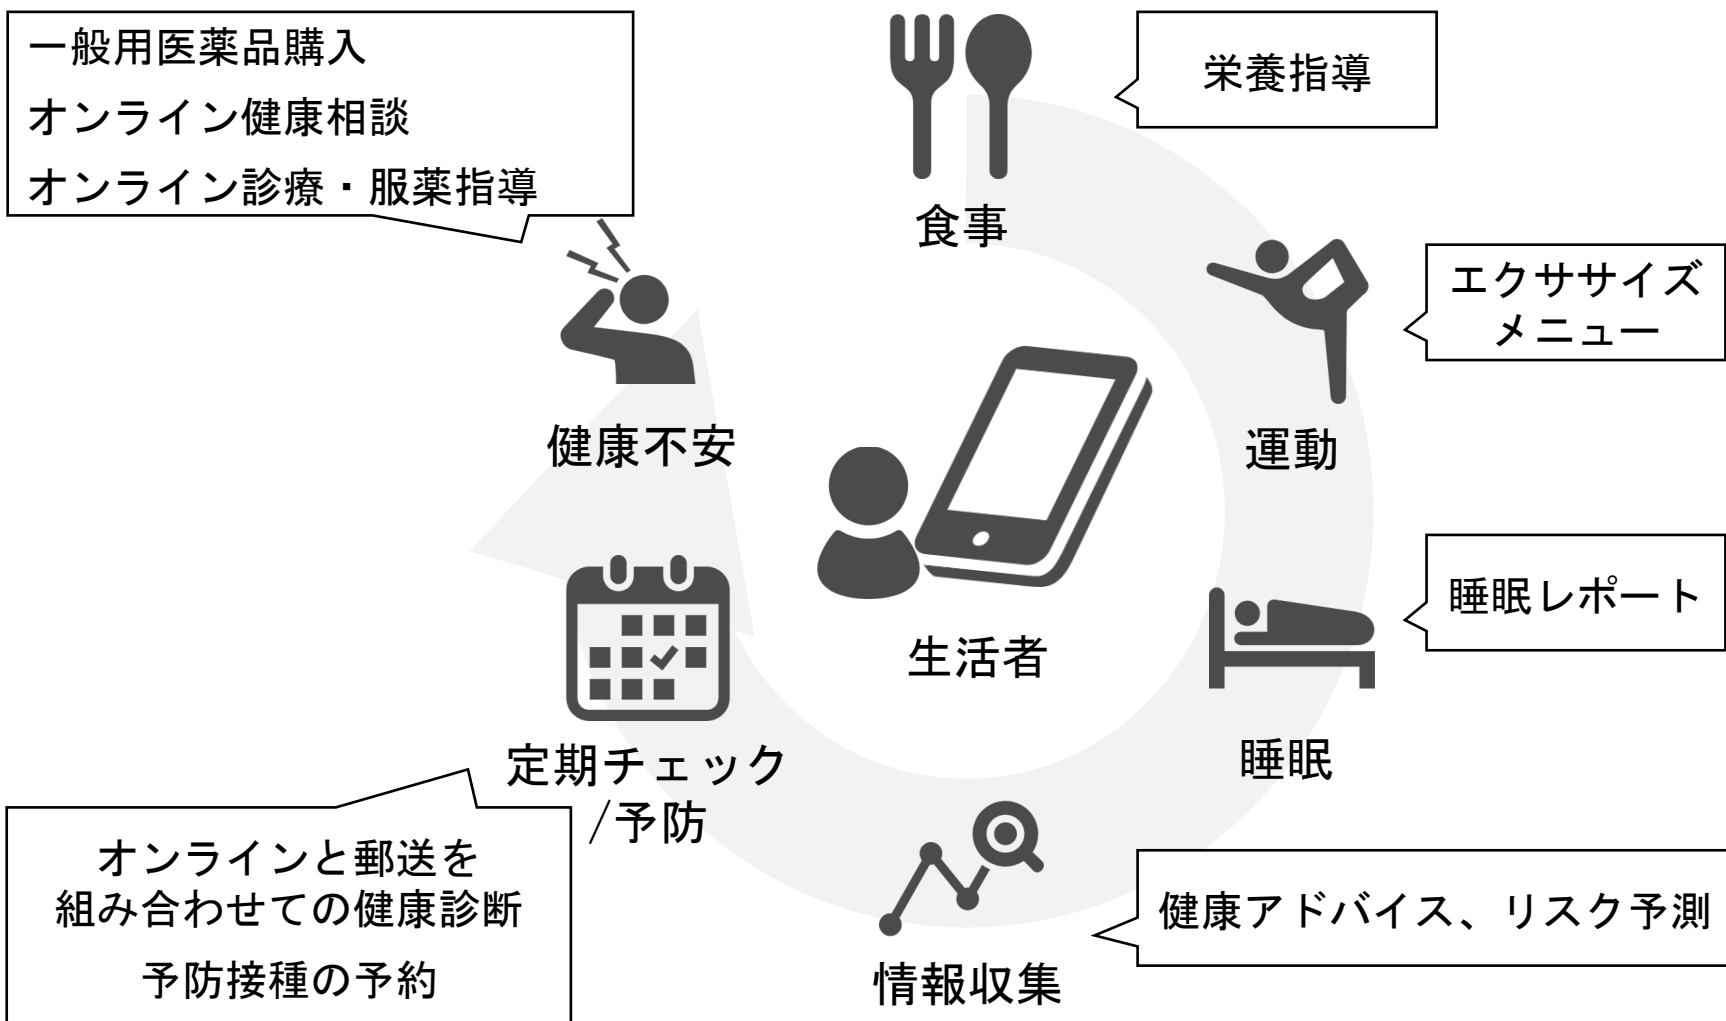 一般用医薬品購入
オンライン健康相談
オンライン診療・服薬指導
栄養指導
食事
エクササイズ
メニュー
運動
健康不安
生活者
睡眠レポート
睡眠
定期チェック
/予防
オンラインと郵送を
組み合わせての健康診断
予防接種の予約
健康アドバイス、リスク予測
情報収集